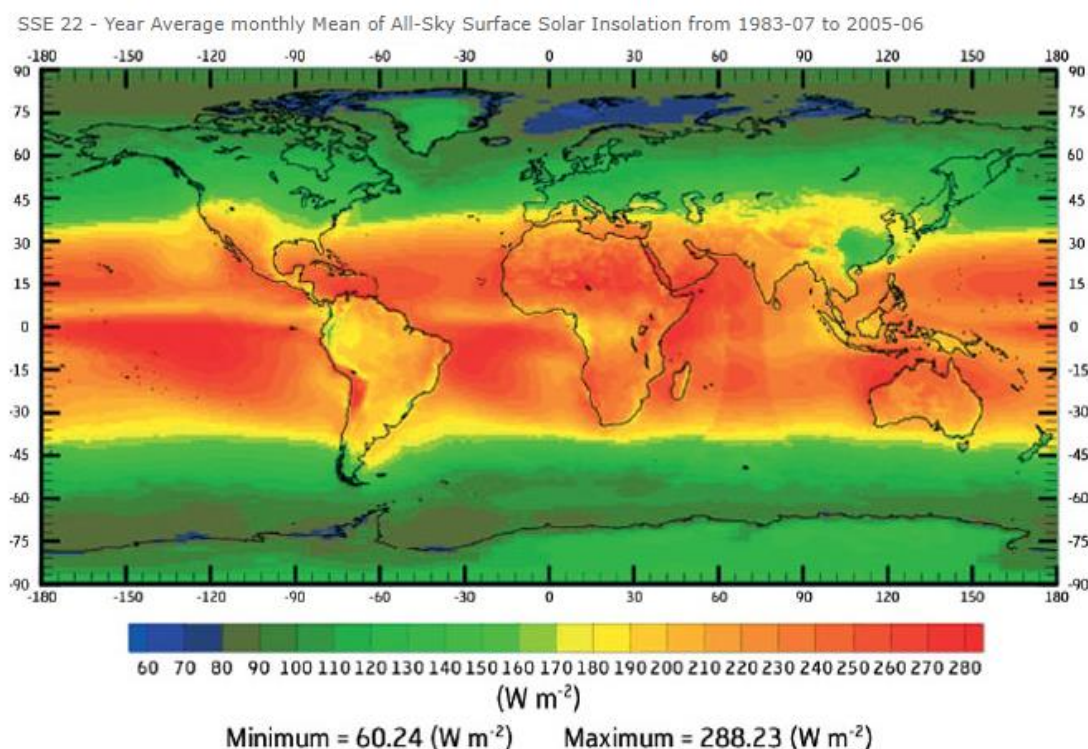 SSE 22 - Year Average monthly Mean of All-Sky Surface Solar Insolation from 1983-07 to 2005-06
-180 -150 -120 -90 -60 -30 0 30 60 90 120 150 180
90 90
75 75
60 60
45 45
30 30
15 15
0 0
-15 -15
-30 -30
-45 -45
-60 -60
-75 -75
-90 -90
-180 -150 -120 -90 -60 -30 0 30 60 90 120 150 180
60 70 80 90 100 110 120 130 140 150 160 170 180 190 200 210 220 230 240 250 260 270 280
(W m⁻²)
Minimum = 60.24 (W m⁻²) Maximum = 288.23 (W m⁻²)